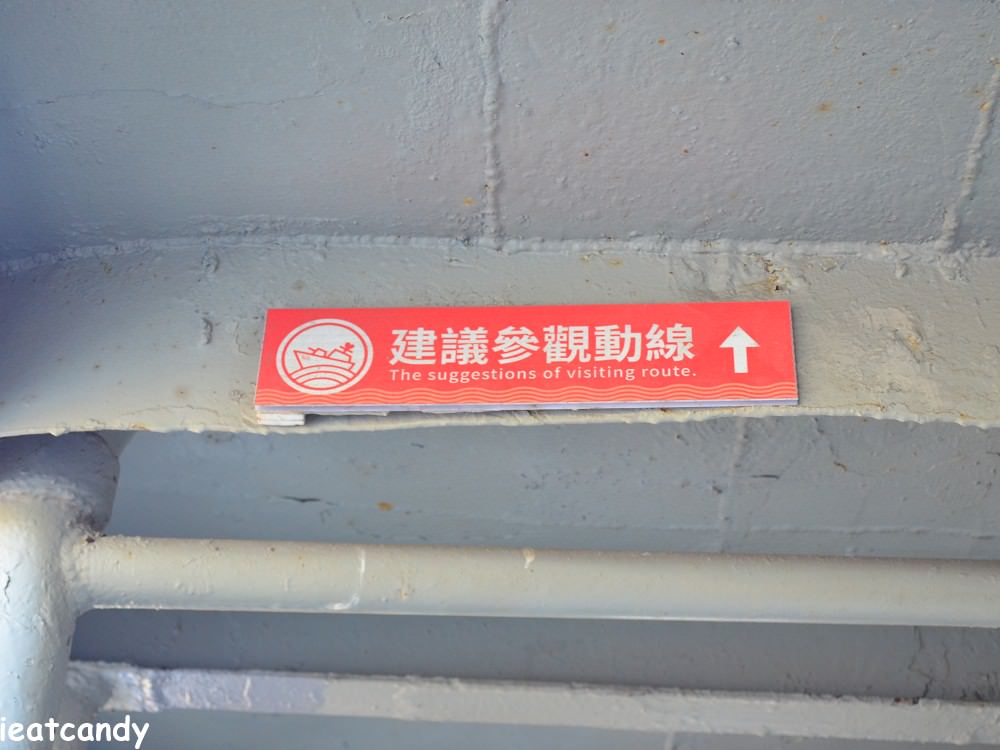 建議參觀動線
The suggestions of visiting route.
ieatcandy